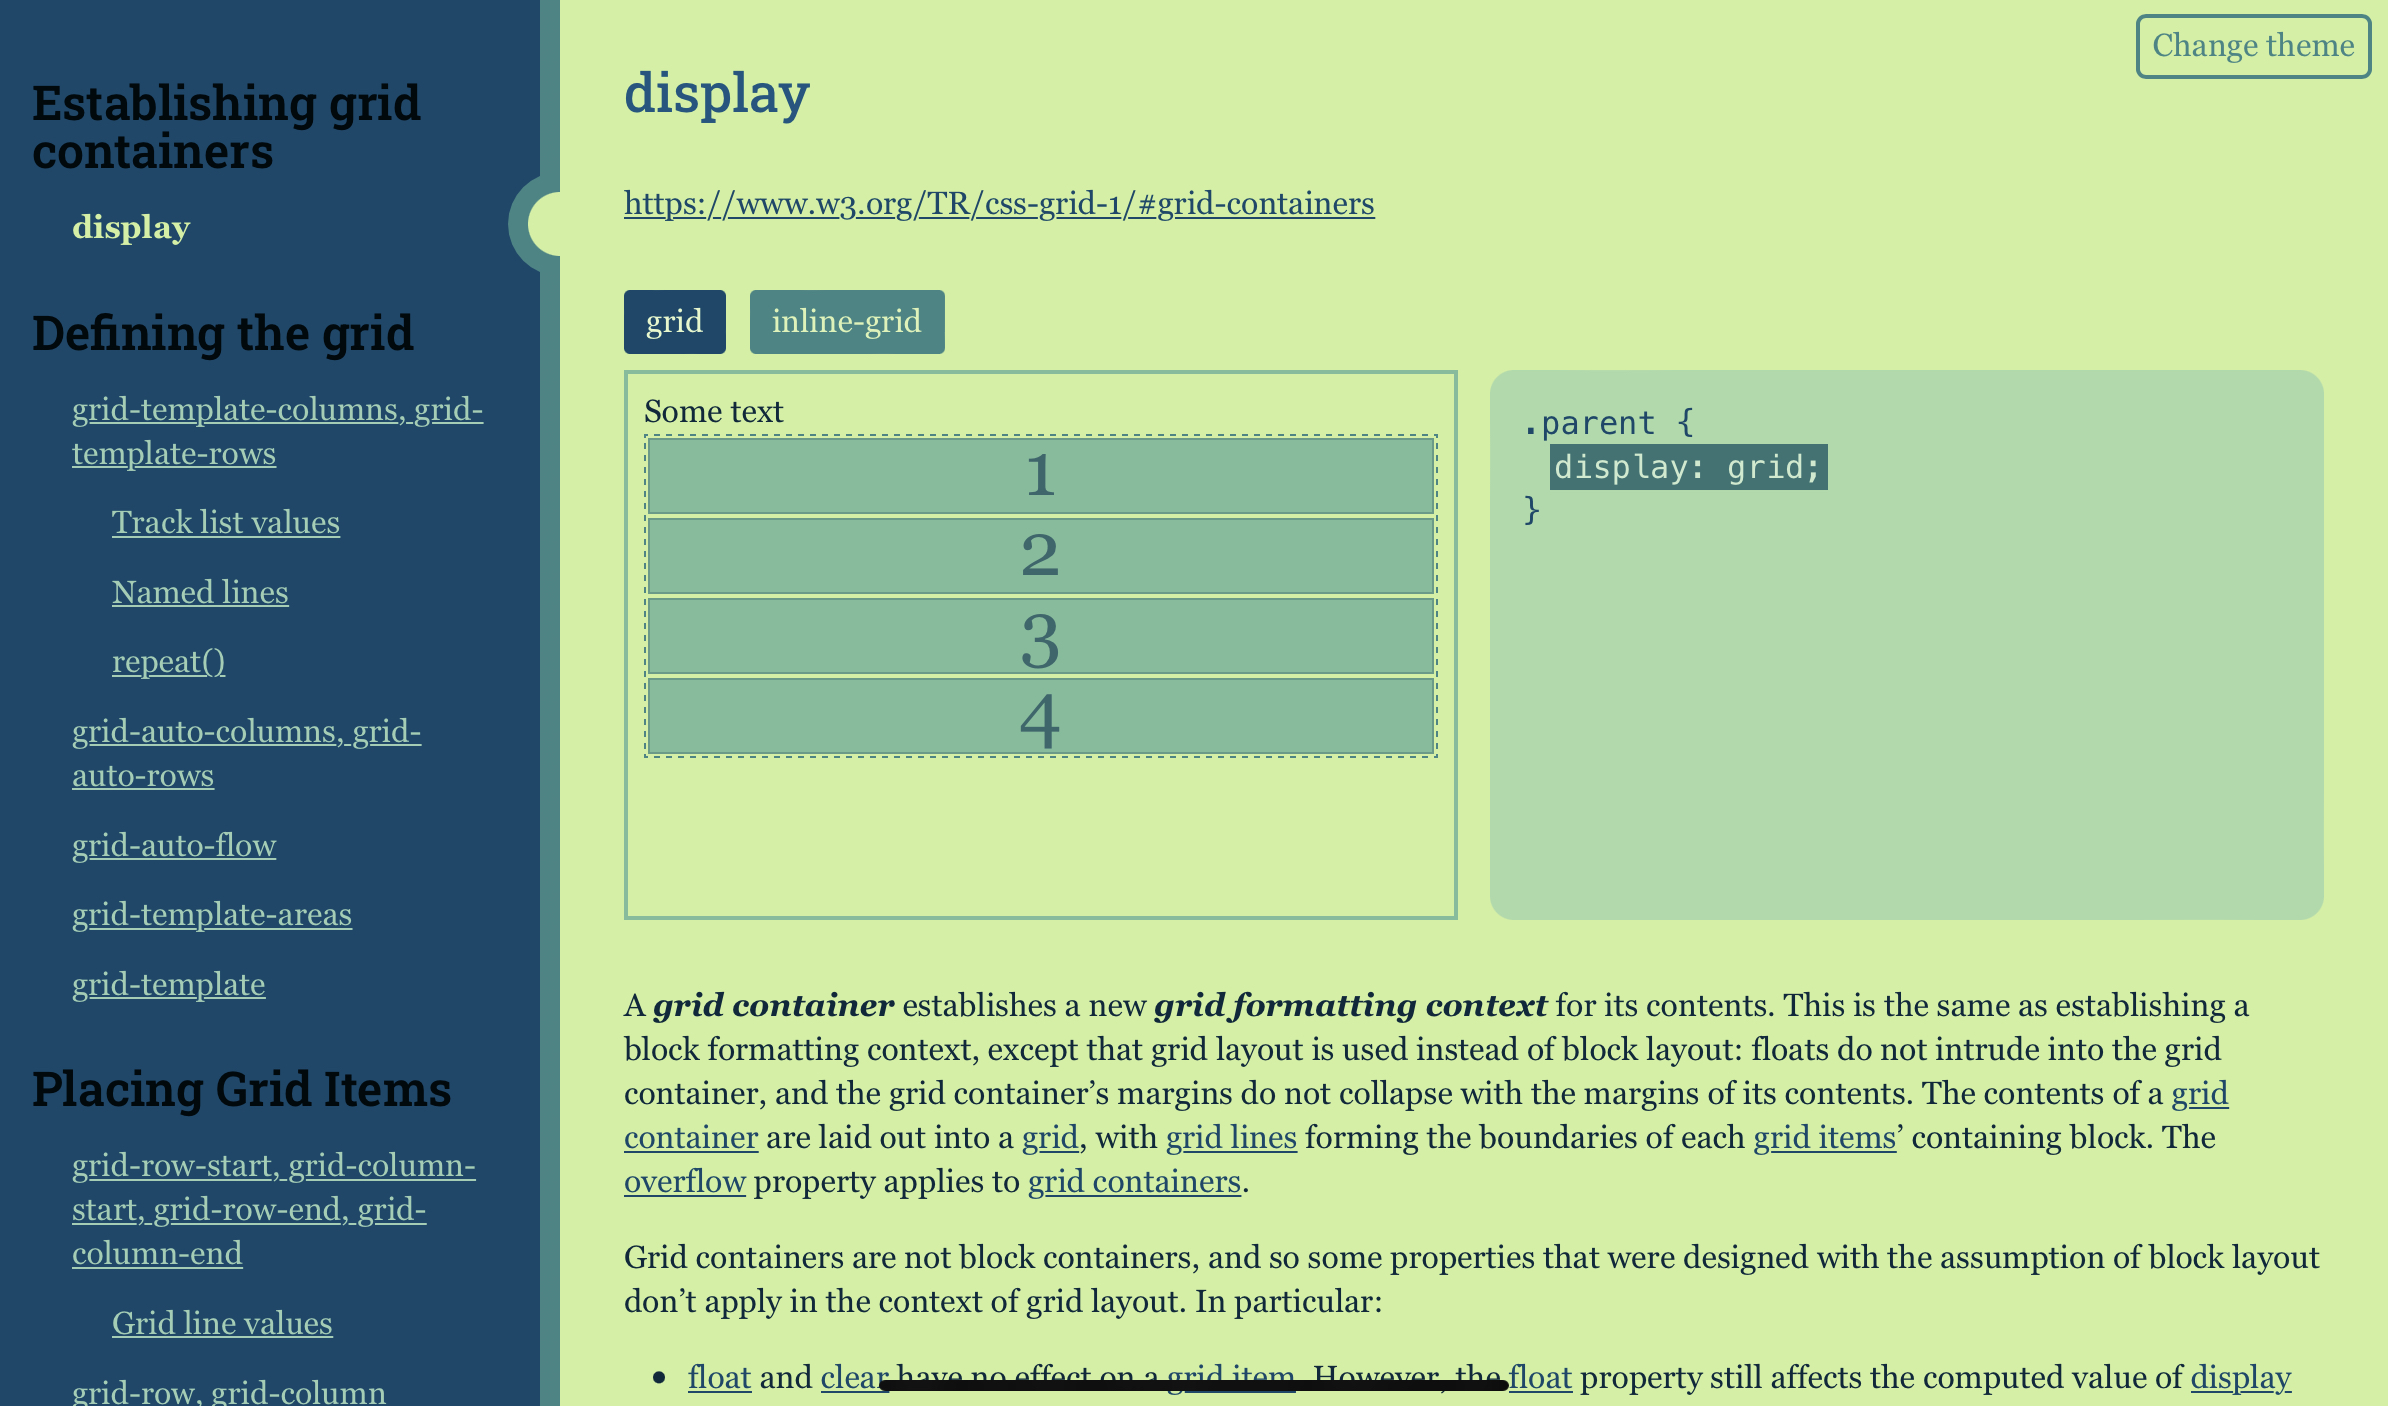 Establishing grid
containers
display
Defining the grid
grid-template-columns, grid-
template-rows
Track list values
Named lines
repeat()
grid-auto-columns, grid-
auto-rows
grid-auto-flow
grid-template-areas
grid-template
Placing Grid Items
grid-row-start, grid-column-
start, grid-row-end, grid-
column-end
Grid line values
grid-row, grid-column
Change theme
display
https://www.w3.org/TR/css-grid-1/#grid-containers
grid
inline-grid
Some text
1
2
3
4
.parent {
display: grid;
}
A grid container establishes a new grid formatting context for its contents. This is the same as establishing a
block formatting context, except that grid layout is used instead of block layout: floats do not intrude into the grid
container, and the grid container’s margins do not collapse with the margins of its contents. The contents of a grid
container are laid out into a grid, with grid lines forming the boundaries of each grid items’ containing block. The
overflow property applies to grid containers.
Grid containers are not block containers, and so some properties that were designed with the assumption of block layout
don’t apply in the context of grid layout. In particular:
• float and clear have no effect on a grid item. However, the float property still affects the computed value of display